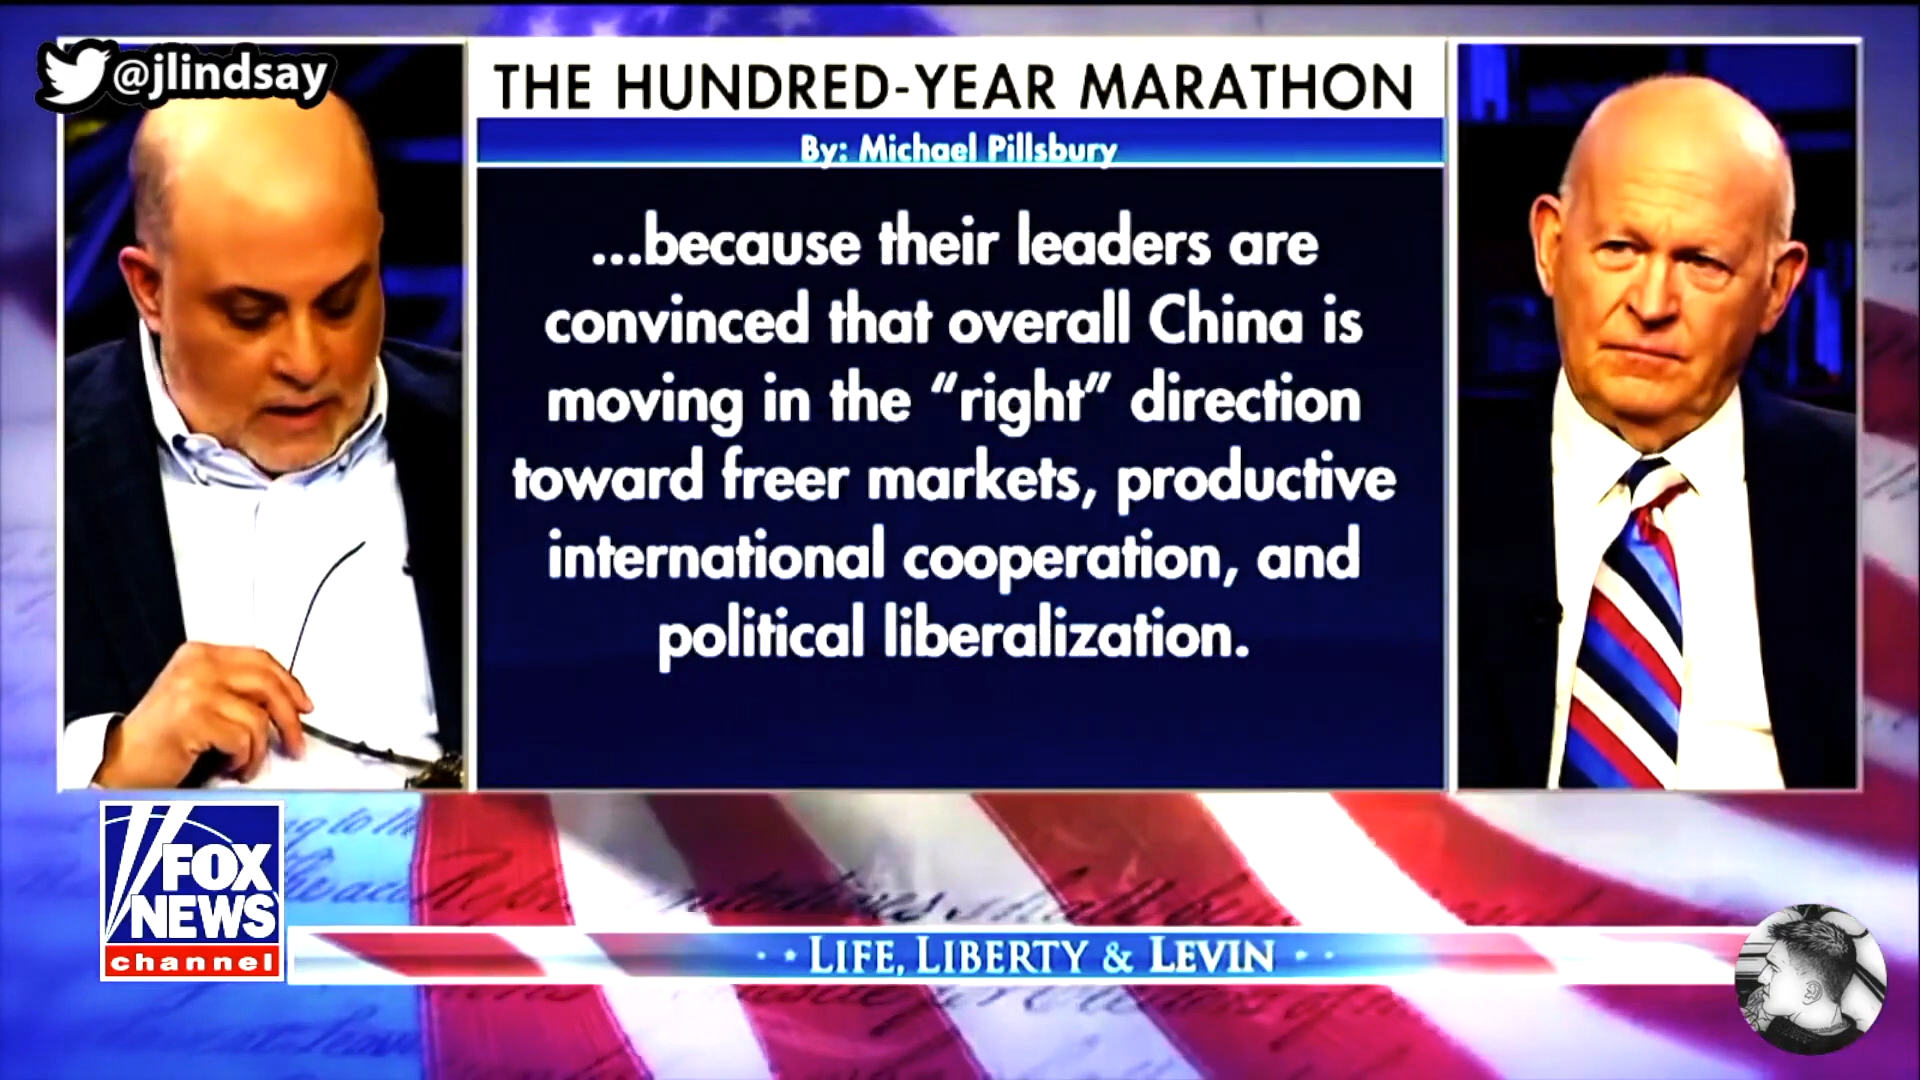 @jlindsay
THE HUNDRED-YEAR MARATHON
By: Michael Pillsbury
...because their leaders are
convinced that overall China is
moving in the “right” direction
toward freer markets, productive
international cooperation, and
political liberalization.
FOX
NEWS
channel
LIFE, LIBERTY & LEVIN